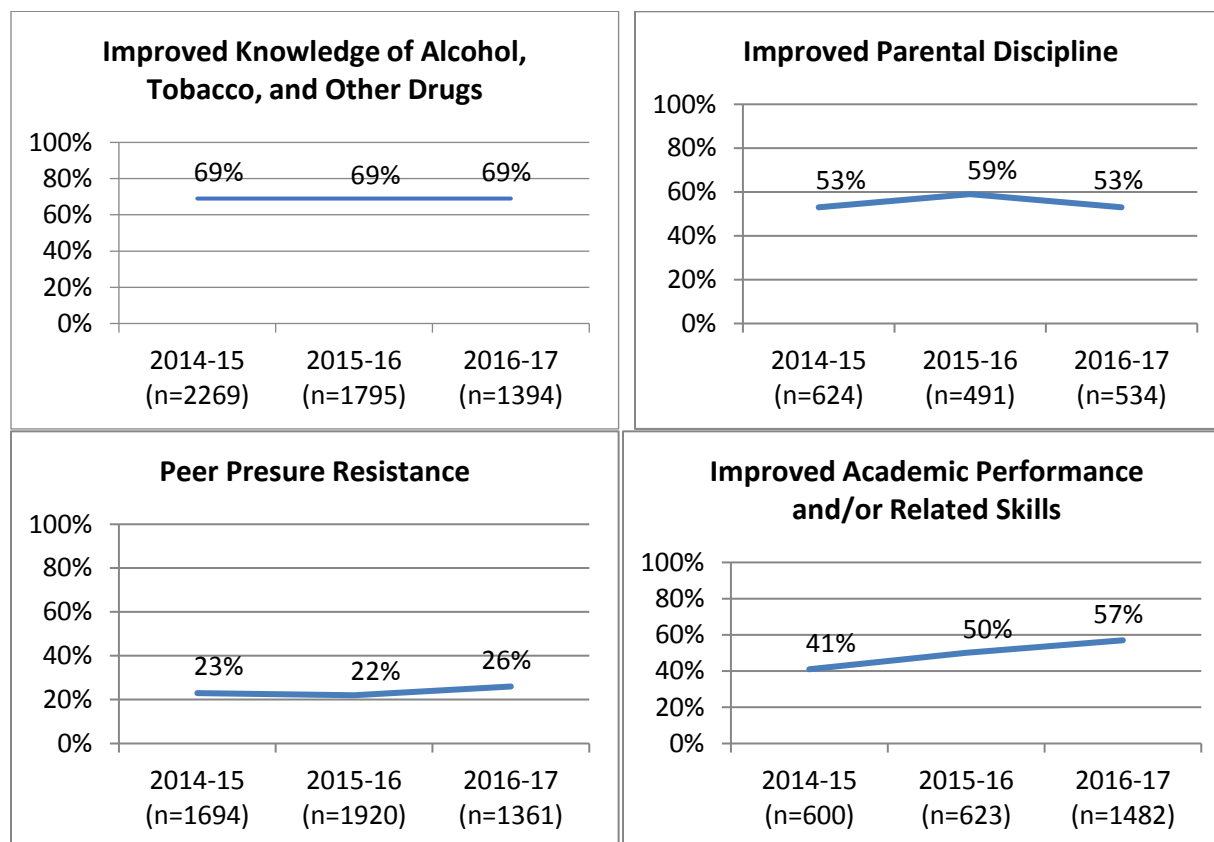 Improved Knowledge of Alcohol,
Tobacco, and Other Drugs
100%
80%
60%
40%
20%
0%
69%
69%
69%
2014-15
(n=2269)
2015-16
(n=1795)
2016-17
(n=1394)
Improved Parental Discipline
100%
80%
60%
40%
20%
0%
53%
59%
53%
2014-15
(n=624)
2015-16
(n=491)
2016-17
(n=534)
Peer Presure Resistance
100%
80%
60%
40%
20%
0%
23%
22%
26%
2014-15
(n=1694)
2015-16
(n=1920)
2016-17
(n=1361)
Improved Academic Performance
and/or Related Skills
100%
80%
60%
40%
20%
0%
41%
50%
57%
2014-15
(n=600)
2015-16
(n=623)
2016-17
(n=1482)